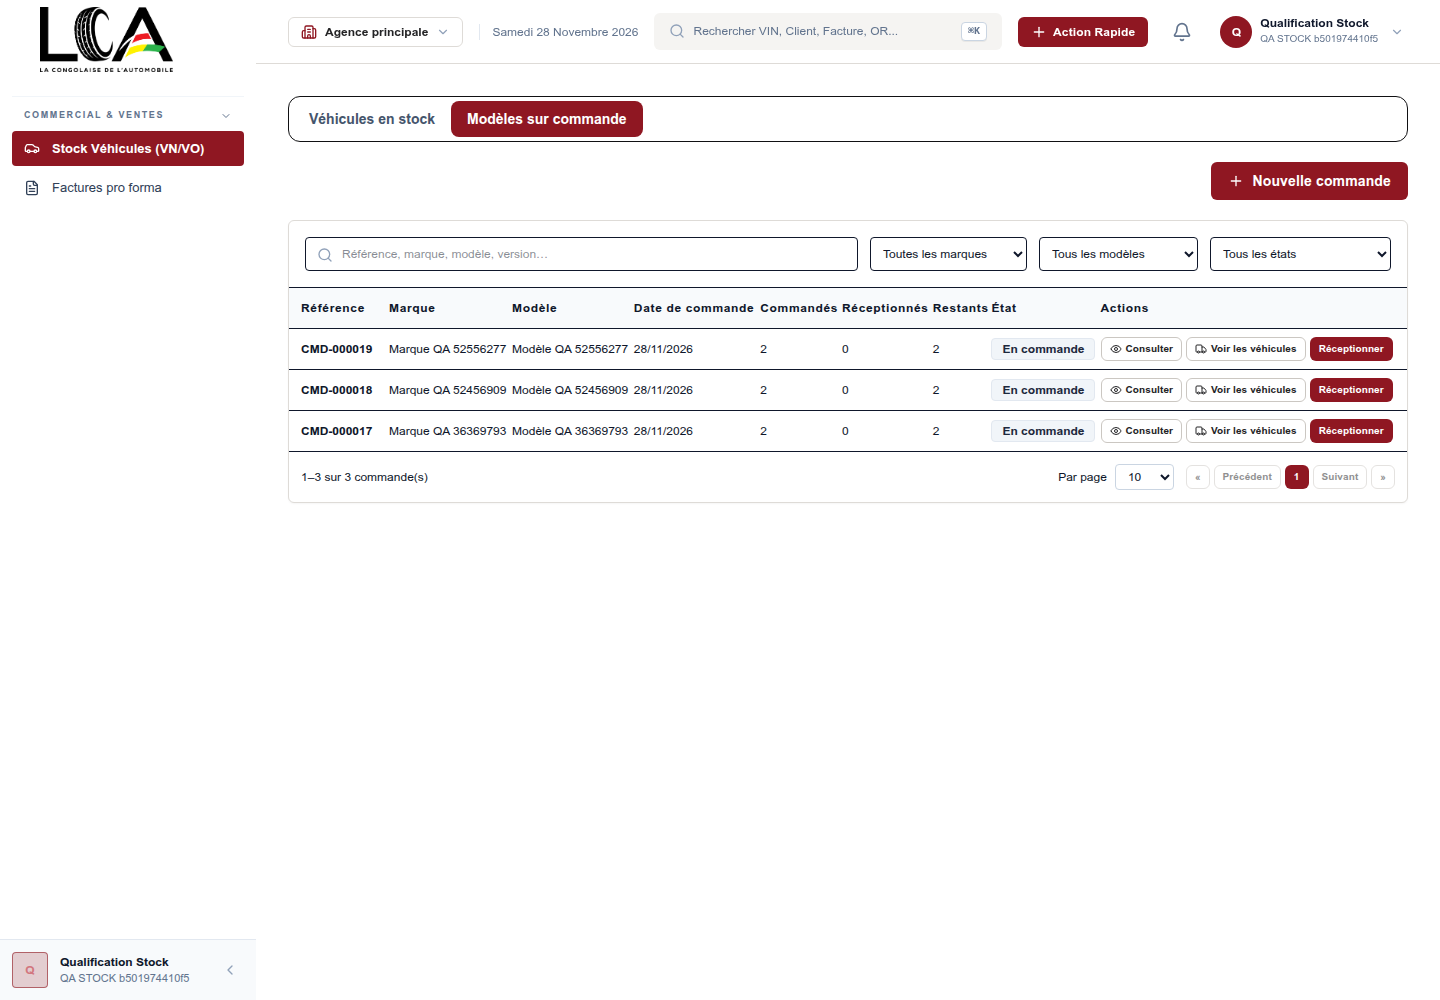 LCA
LA CONGOLAISE DE L'AUTOMOBILE
COMMERCIAL & VENTES
Stock Véhicules (VN/VO)
Factures pro forma
Agence principale
Samedi 28 Novembre 2026
Rechercher VIN, Client, Facture, OR...
⌘K
+ Action Rapide
Q
Qualification Stock
QA STOCK b501974410f5
Véhicules en stock
Modèles sur commande
+ Nouvelle commande
Référence, marque, modèle, version...
Toutes les marques
Tous les modèles
Tous les états
Référence Marque Modèle Date de commande Commandés Réceptionnés Restants État Actions
CMD-000019 Marque QA 52556277 Modèle QA 52556277 28/11/2026 2 0 2 En commande Consulter Voir les véhicules Réceptionner
CMD-000018 Marque QA 52456909 Modèle QA 52456909 28/11/2026 2 0 2 En commande Consulter Voir les véhicules Réceptionner
CMD-000017 Marque QA 36369793 Modèle QA 36369793 28/11/2026 2 0 2 En commande Consulter Voir les véhicules Réceptionner
1–3 sur 3 commande(s)
Par page 10 « Précédent 1 Suivant »
Q
Qualification Stock
QA STOCK b501974410f5